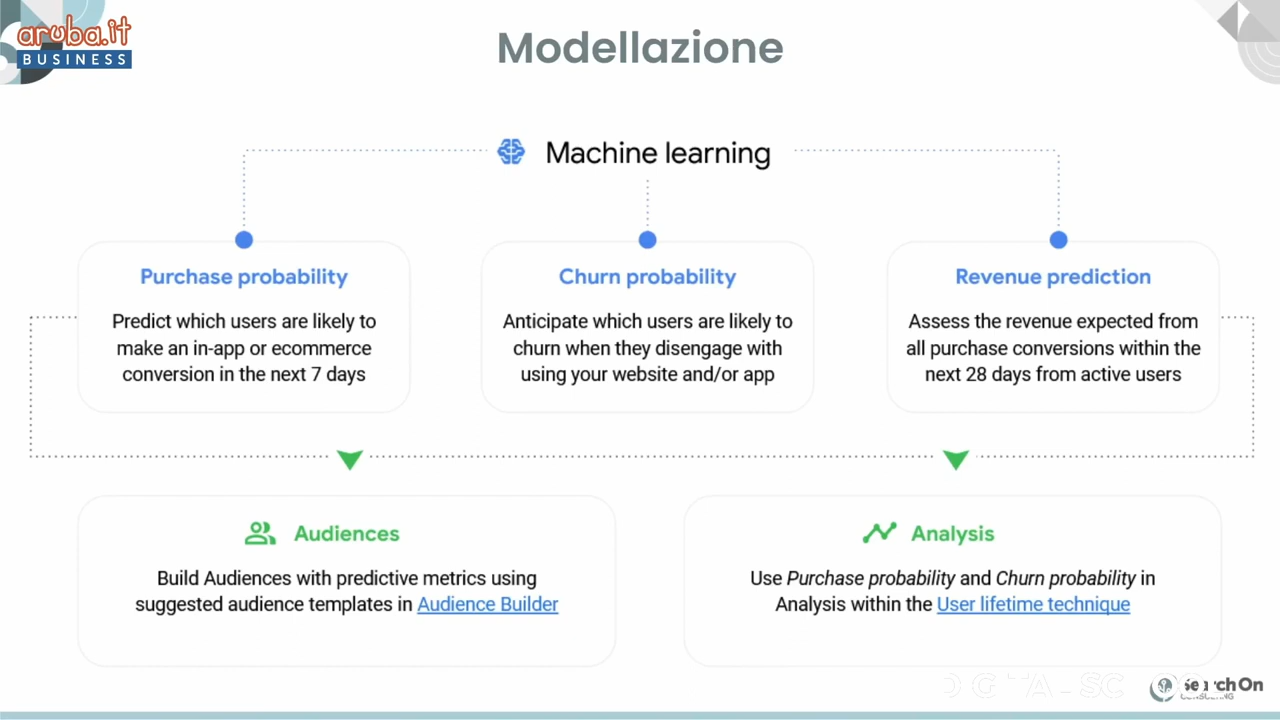 aruba.it
BUSINESS
Modellazione
Machine learning
Purchase probability
Predict which users are likely to
make an in-app or ecommerce
conversion in the next 7 days
Churn probability
Anticipate which users are likely to
churn when they disengage with
using your website and/or app
Revenue prediction
Assess the revenue expected from
all purchase conversions within the
next 28 days from active users
Audiences
Build Audiences with predictive metrics using
suggested audience templates in Audience Builder
Analysis
Use Purchase probability and Churn probability in
Analysis within the User lifetime technique
SearchOn
CONSULTING